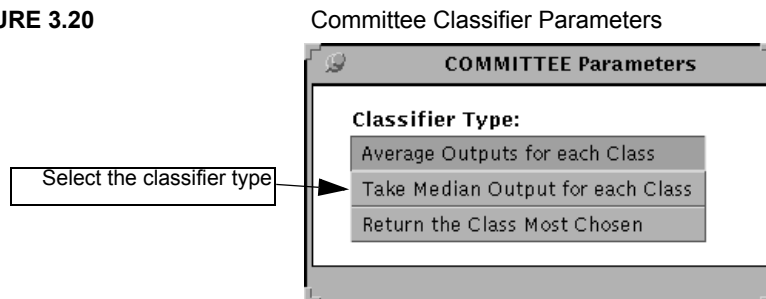 URE 3.20 Committee Classifier Parameters
COMMITTEE Parameters
Classifier Type:
Average Outputs for each Class
Select the classifier type
Take Median Output for each Class
Return the Class Most Chosen